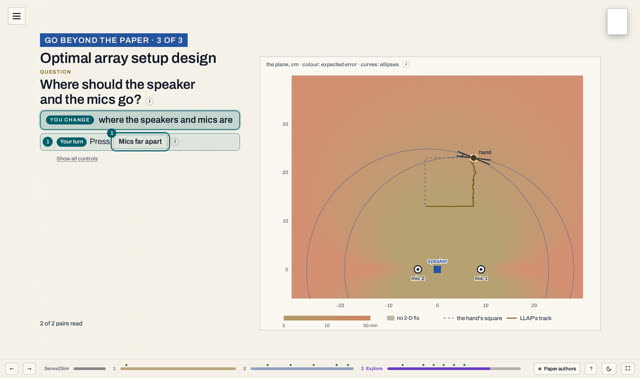 GO BEYOND THE PAPER · 3 OF 3
Optimal array setup design
QUESTION
Where should the speaker
and the mics go? i
YOU CHANGE where the speakers and mics are
1
1 Your turn Press Mics far apart i
Show all controls
2 of 2 pairs read
the plane, cm · colour: expected error · curves: ellipses i
30
20
10
0
hand
speaker
mic 2
mic 1
-20 -10 0 10 20
3 10 50 mm
no 2-D fix
the hand's square
LLAP's track
← → Series2Sint 1 2 3 Explore Paper authors ?